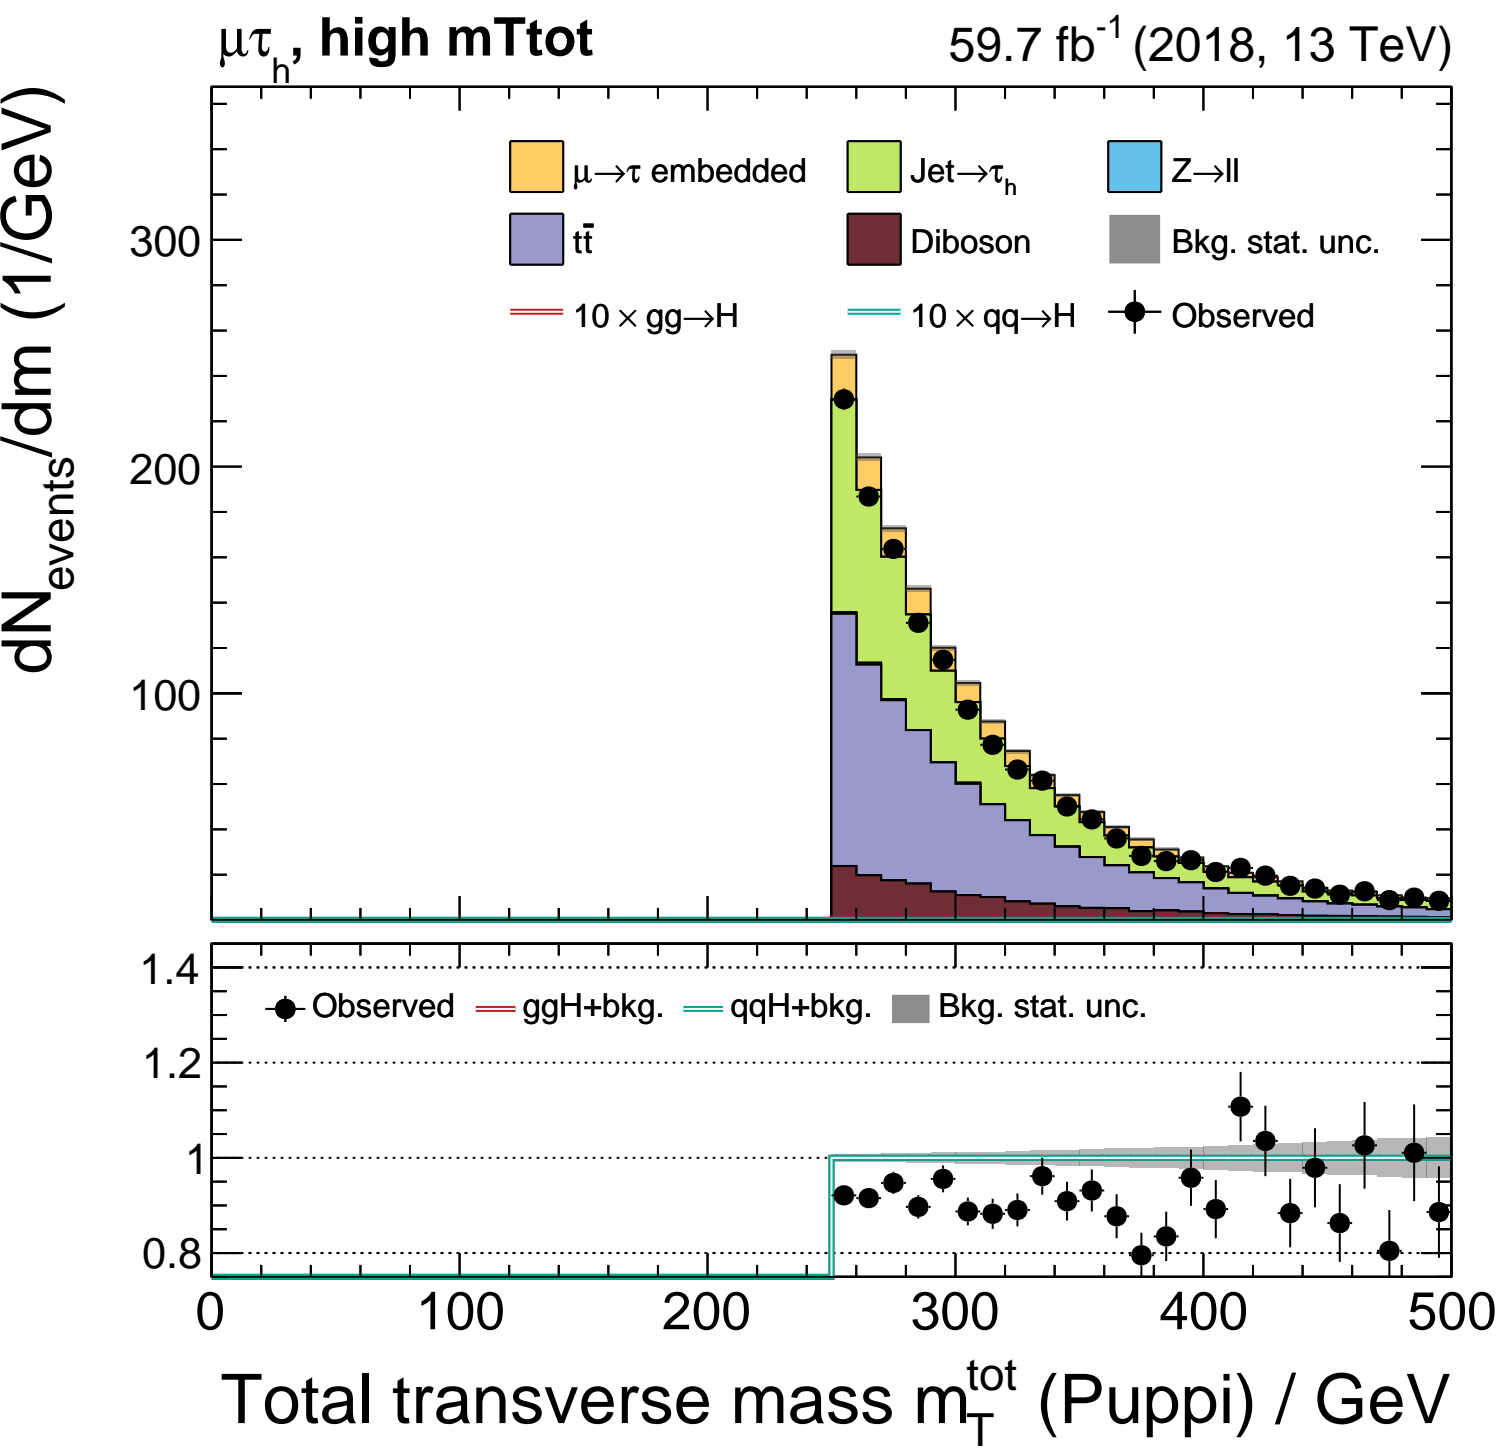 μτh, high mTtot 59.7 fb-1 (2018, 13 TeV)
dNevents/dm (1/GeV)
μ→τ embedded Jet→τh Z→ll
tt̄ Diboson Bkg. stat. unc.
10 × gg→H 10 × qq→H Observed
300
200
100
1.4
Observed ggH+bkg. qqH+bkg. Bkg. stat. unc.
1.2
1
0.8
0 100 200 300 400 500
Total transverse mass mTtot (Puppi) / GeV